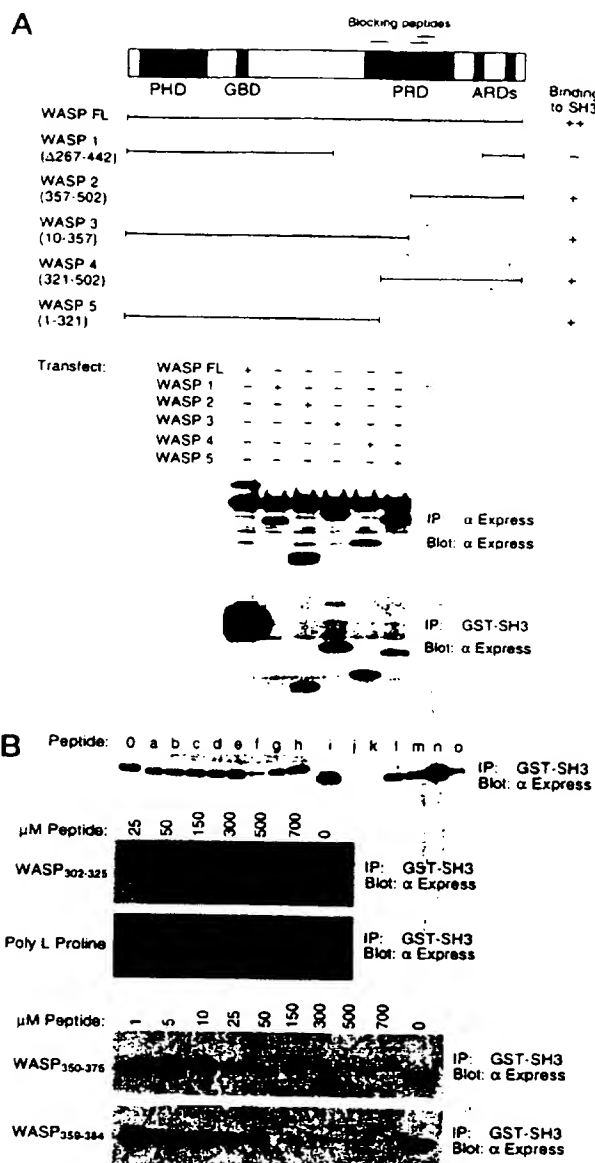 A
Blocking peptides
PHD GBD PRD ARDs
Binding to SH3
WASP FL ++
WASP 1 (Δ267-442) −
WASP 2 (357-502) +
WASP 3 (10-357) +
WASP 4 (321-502) +
WASP 5 (1-321) +
Transfect: WASP FL + − − − − −
WASP 1 − + − − − −
WASP 2 − − + − − −
WASP 3 − − − + − −
WASP 4 − − − − + −
WASP 5 − − − − − +
IP α Express
Blot: α Express
IP: GST-SH3
Blot: α Express
B
Peptide: 0 a b c d e f g h i j k l m n o
IP: GST-SH3
Blot: α Express
μM Peptide: 25 50 150 300 500 700 0
WASP302-325
IP: GST-SH3
Blot: α Express
Poly L Proline
IP: GST-SH3
Blot: α Express
μM Peptide: 1 5 10 25 50 150 300 500 700 0
WASP350-375
IP: GST-SH3
Blot: α Express
WASP359-384
IP: GST-SH3
Blot: α Express